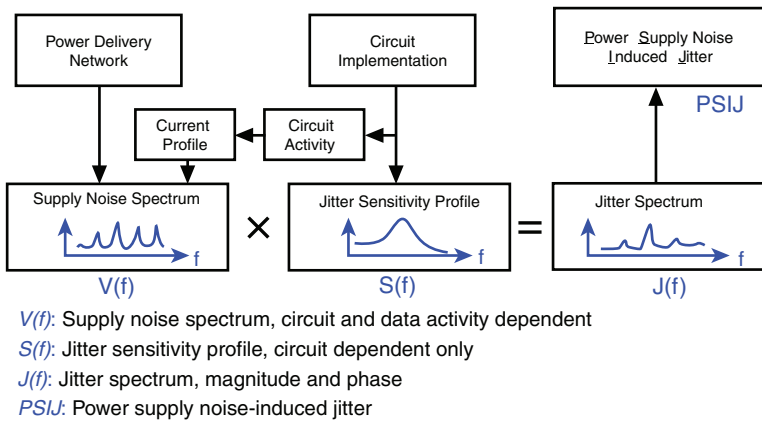 Power Delivery
Network
Circuit
Implementation
Power Supply Noise
Induced Jitter
PSIJ
Current
Profile
Circuit
Activity
Supply Noise Spectrum
f
V(f)
×
Jitter Sensitivity Profile
f
S(f)
=
Jitter Spectrum
f
J(f)
V(f): Supply noise spectrum, circuit and data activity dependent
S(f): Jitter sensitivity profile, circuit dependent only
J(f): Jitter spectrum, magnitude and phase
PSIJ: Power supply noise-induced jitter